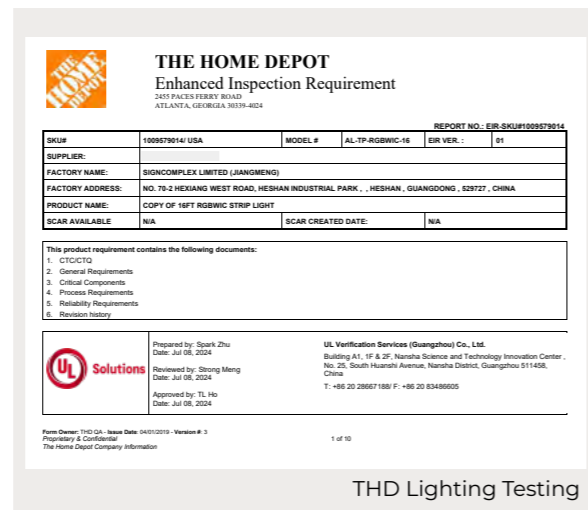 THE HOME DEPOT
THE HOME DEPOT
Enhanced Inspection Requirement
2455 PACES FERRY ROAD
ATLANTA, GEORGIA 30339-4024
REPORT NO.: EIR-SKU#1009579014
SKU# 1009579014/ USA MODEL # AL-TP-RGBWIC-16 EIR VER. : 01
SUPPLIER:
FACTORY NAME: SIGNCOMPLEX LIMITED (JIANGMENG)
FACTORY ADDRESS: NO. 70-2 HEXIANG WEST ROAD, HESHAN INDUSTRIAL PARK , , HESHAN , GUANGDONG , 529727 , CHINA
PRODUCT NAME: COPY OF 16FT RGBWIC STRIP LIGHT
SCAR AVAILABLE N/A SCAR CREATED DATE: N/A
This product requirement contains the following documents:
1. CTC/CTQ
2. General Requirements
3. Critical Components
4. Process Requirements
5. Reliability Requirements
6. Revision history
UL Solutions
Prepared by: Spark Zhu
Date: Jul 08, 2024
Reviewed by: Strong Meng
Date: Jul 08, 2024
Approved by: TL Ho
Date: Jul 08, 2024
UL Verification Services (Guangzhou) Co., Ltd.
Building A1, 1F & 2F, Nansha Science and Technology Innovation Center ,
No. 25, South Huanshi Avenue, Nansha District, Guangzhou 511458,
China
T: +86 20 28667188/ F: +86 20 83486605
Form Owner: THD QA - Issue Date: 04/01/2019 - Version #: 3
Proprietary & Confidential
The Home Depot Company Information
1 of 10
THD Lighting Testing